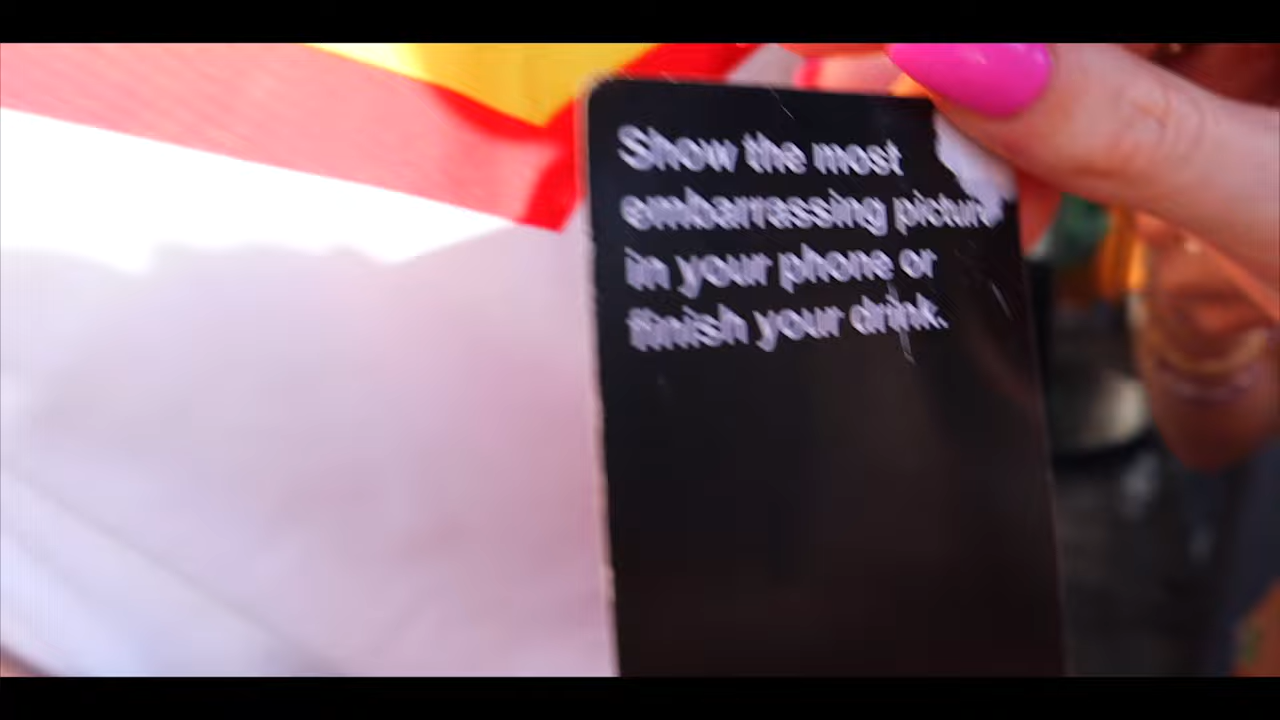 Show the most
embarrassing picture
in your phone or
finish your drink.